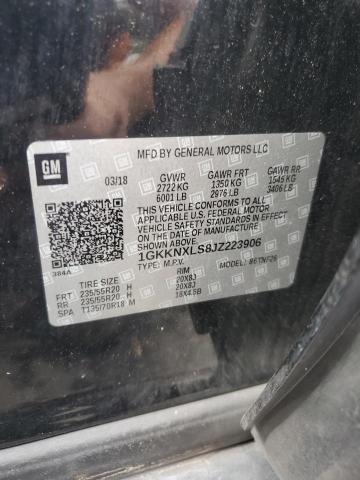 GM
MFD BY GENERAL MOTORS LLC
03/18 GVWR GAWR FRT GAWR RR
2722 KG 1350 KG 1545 KG
6001 LB 2976 LB 3406 LB
THIS VEHICLE CONFORMS TO ALL
APPLICABLE U.S. FEDERAL MOTOR
VEHICLE SAFETY STANDARDS IN EFFECT
ON THE DATE OF MANUFACTURE
SHOWN ABOVE.
1GKKNXLS8JZ223906
384A TYPE: M.P.V. MODEL: 86TNF26
TIRE SIZE RIM
FRT 235/55R20 H 20X8J
RR 235/55R20 H 20X8J
SPA T135/70R18 M 18X4.5B